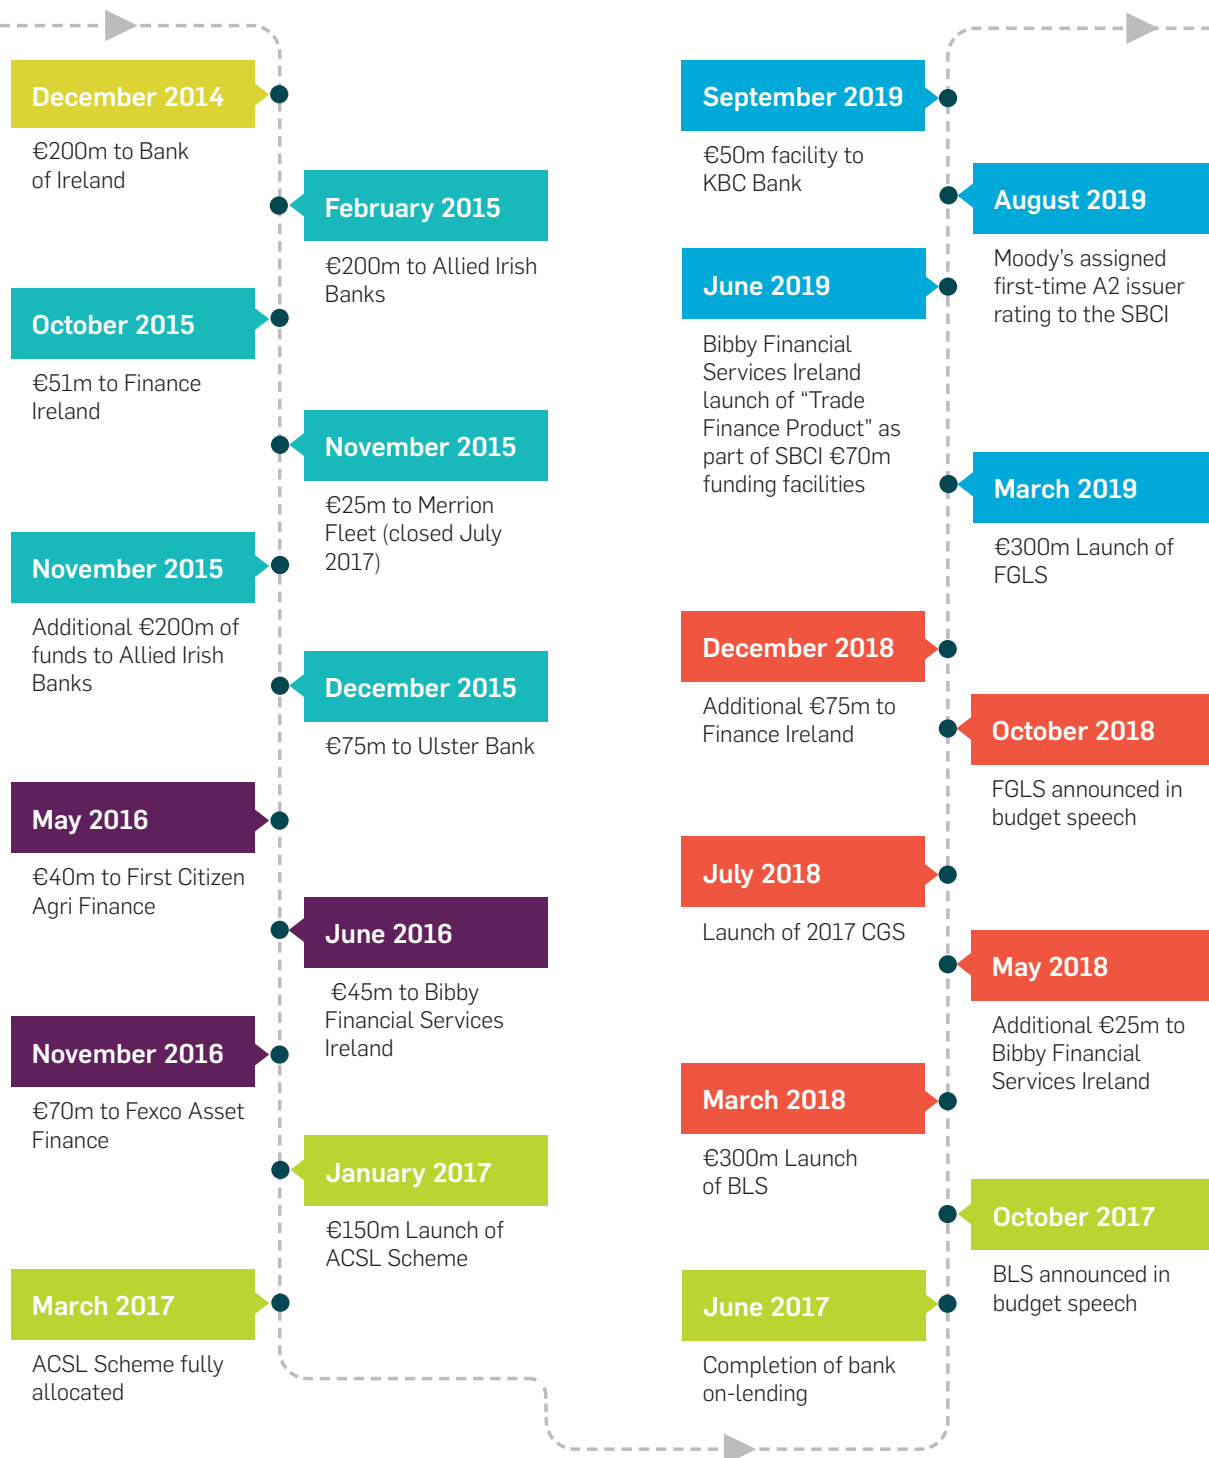 December 2014
€200m to Bank
of Ireland
February 2015
€200m to Allied Irish
Banks
October 2015
€51m to Finance
Ireland
November 2015
€25m to Merrion
Fleet (closed July
2017)
November 2015
Additional €200m of
funds to Allied Irish
Banks
December 2015
€75m to Ulster Bank
May 2016
€40m to First Citizen
Agri Finance
June 2016
€45m to Bibby
Financial Services
Ireland
November 2016
€70m to Fexco Asset
Finance
January 2017
€150m Launch of
ACSL Scheme
March 2017
ACSL Scheme fully
allocated
June 2017
Completion of bank
on-lending
October 2017
BLS announced in
budget speech
March 2018
€300m Launch
of BLS
May 2018
Additional €25m to
Bibby Financial
Services Ireland
July 2018
Launch of 2017 CGS
October 2018
FGLS announced in
budget speech
December 2018
Additional €75m to
Finance Ireland
March 2019
€300m Launch of
FGLS
June 2019
Bibby Financial
Services Ireland
launch of “Trade
Finance Product” as
part of SBCI €70m
funding facilities
August 2019
Moody’s assigned
first-time A2 issuer
rating to the SBCI
September 2019
€50m facility to
KBC Bank